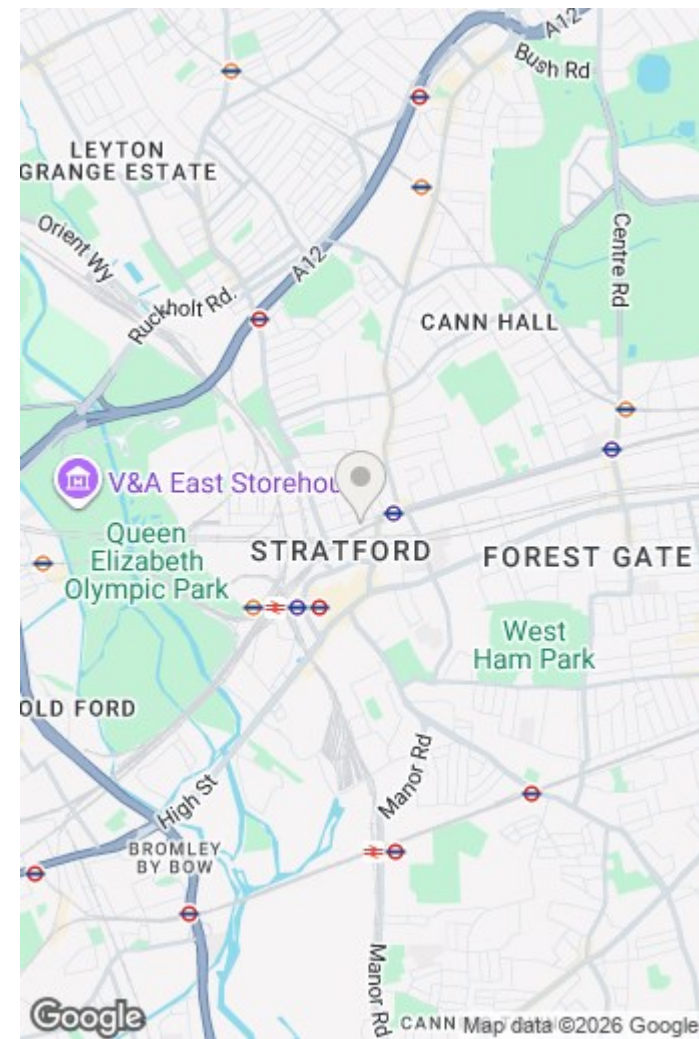 A12
Bush Rd
LEYTON
GRANGE ESTATE
Orient Wy
A12
Centre Rd
Ruckholt Rd.
CANN HALL
V&A East Storehou
Queen
Elizabeth
Olympic Park
STRATFORD
FOREST GATE
West
Ham Park
OLD FORD
Manor Rd
High St
BROMLEY
BY BOW
Manor Rd
Google
CANN
Map data ©2026 Google